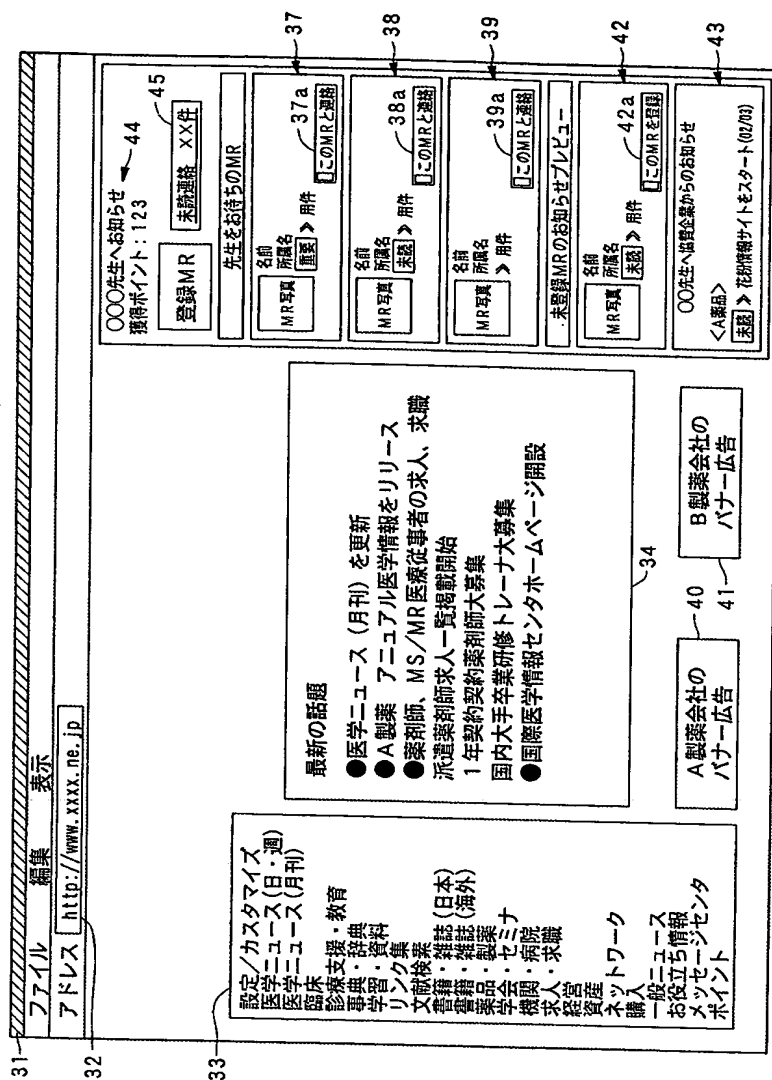 31
ファイル 編集 表示
アドレス http://www.xxxx.ne.jp
32
33
設定/カスタマイズ
医学ニュース(日・週)
医学ニュース(月刊)
臨床
診療支援・教育
事典・辞典
学習・資料
リンク集
文献検索
書籍・雑誌(日本)
書籍・雑誌(海外)
薬品・製薬
学会・セミナ
機関・病院
求人・求職
経営
資産
ネットワーク
購入
一般ニュース
お役立ち情報
メッセージセンタ
ポイント
最新の話題
●医学ニュース(月刊)を更新
●A製薬 アニュアル医学情報をリリース
●薬剤師、MS/MR医療従事者の求人、求職
派遣薬剤師求人一覧掲載開始
1年契約契約薬剤師大募集
国内大手卒業研修トレーナ大募集
●国際医学情報センタホームページ開設
34
A製薬会社の
バナー広告
40
B製薬会社の
バナー広告
41
○○○先生へお知らせ
44
獲得ポイント:123
45
登録MR
未読連絡 XX件
先生をお待ちのMR
MR写真
名前
所属名
重要 》 用件
37a
このMRと連絡
37
MR写真
名前
所属名
未読 》 用件
38a
このMRと連絡
38
MR写真
名前
所属名
》 用件
39a
このMRと連絡
39
未登録MRのお知らせプレビュー
MR写真
名前
所属名
未読 》 用件
42a
このMRを登録
42
○○先生へ協賛企業からのお知らせ
<A薬品>
未読 》 花粉情報サイトをスタート(02/03)
43